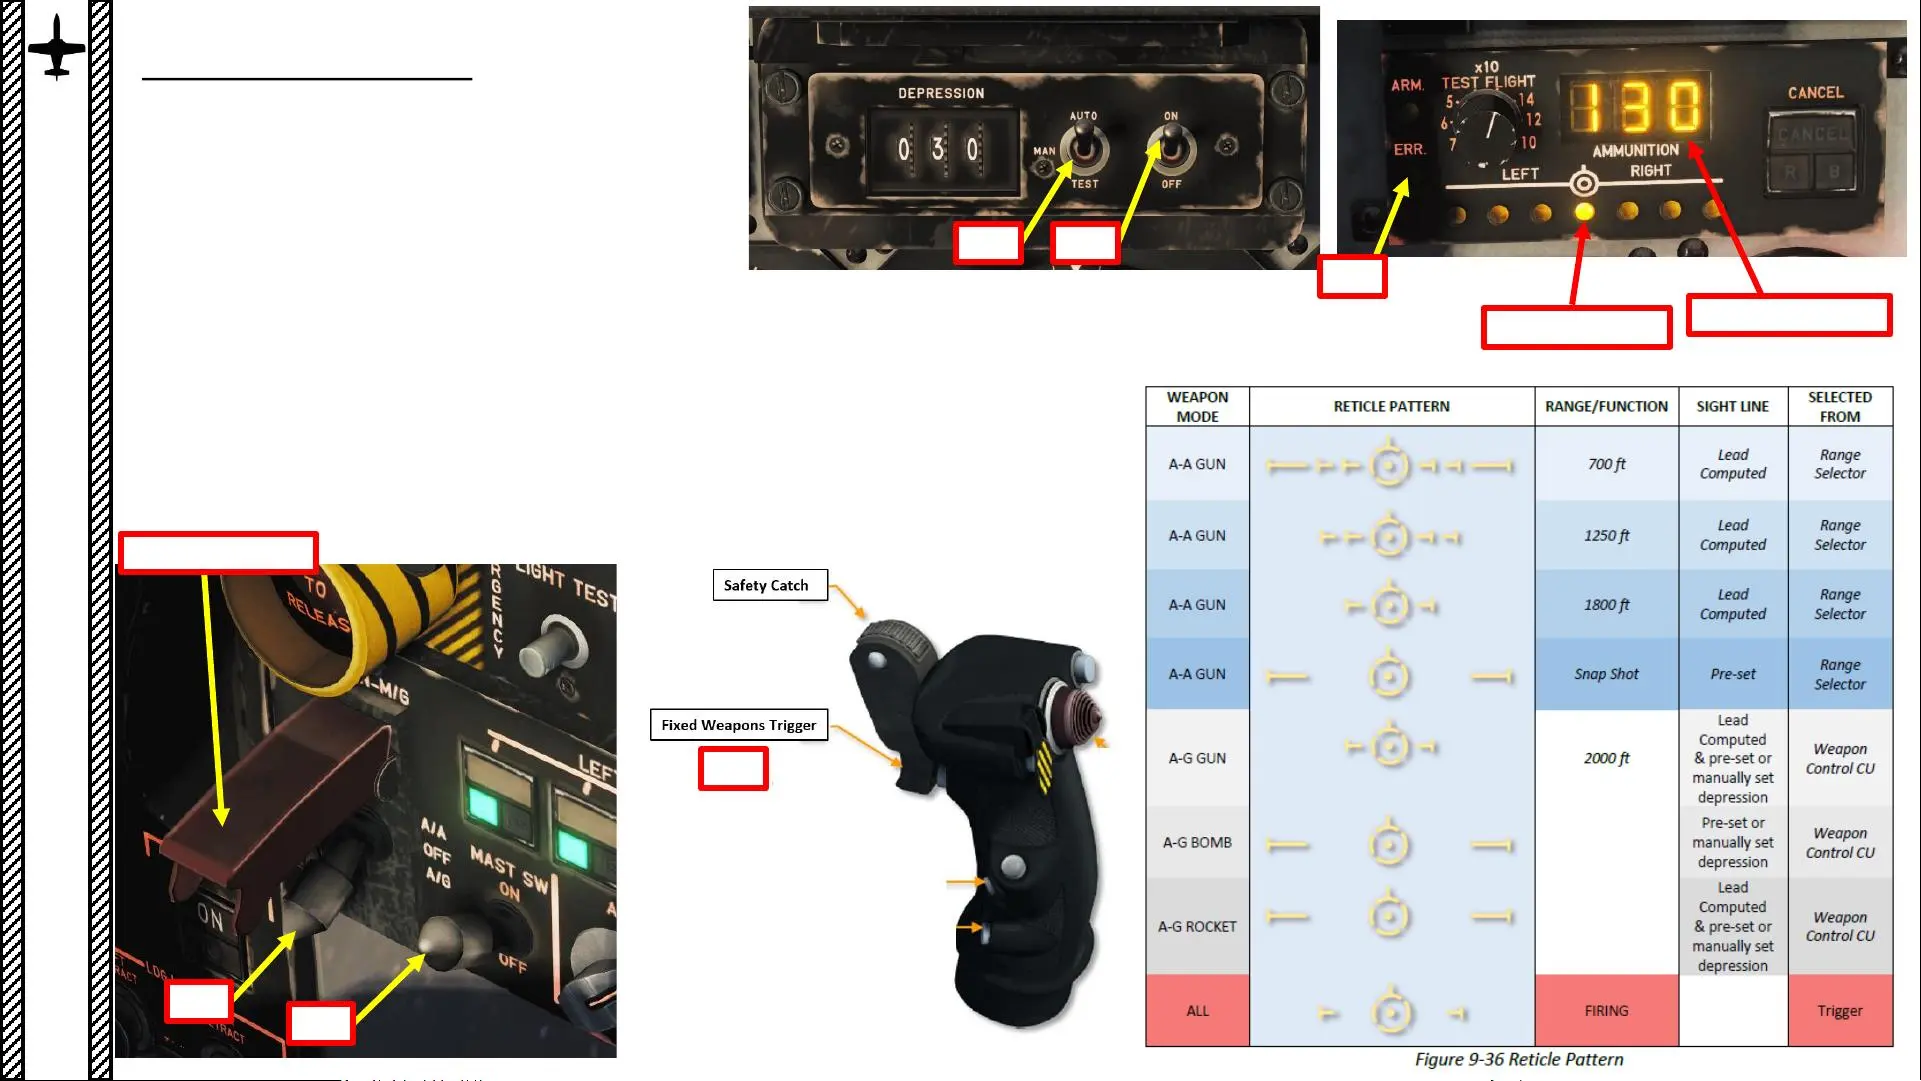 DEPRESSION
0 3 0
AUTO
MAN
TEST
ON
OFF
x10
TEST FLIGHT
ARM.
ERR.
5
6
7
14
12
10
130
AMMUNITION
LEFT
RIGHT
CANCEL
CANCEL
R B
TO
RELEAS
RGENCY
LIGHT TEST
N-M/G
LEFT
A/A
OFF
A/G
MAST SW
ON
OFF
ON
Safety Catch
Fixed Weapons Trigger
WEAPON MODE RETICLE PATTERN RANGE/FUNCTION SIGHT LINE SELECTED FROM
A-A GUN 700 ft Lead Computed Range Selector
A-A GUN 1250 ft Lead Computed Range Selector
A-A GUN 1800 ft Lead Computed Range Selector
A-A GUN Snap Shot Pre-set Range Selector
A-G GUN 2000 ft Lead Computed & pre-set or manually set depression Weapon Control CU
A-G BOMB Pre-set or manually set depression Weapon Control CU
A-G ROCKET Lead Computed & pre-set or manually set depression Weapon Control CU
ALL FIRING Trigger
Figure 9-36 Reticle Pattern